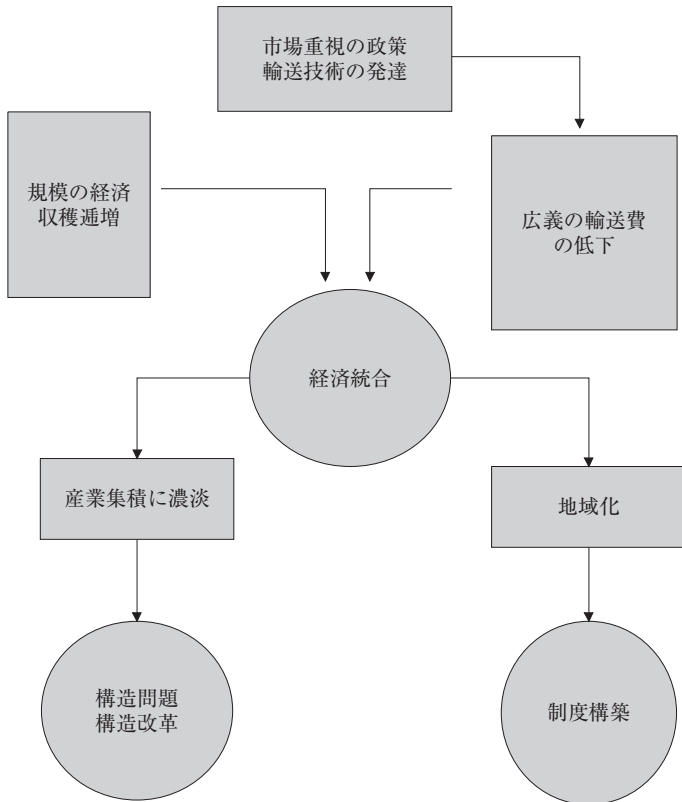 市場重視の政策
輸送技術の発達
規模の経済
収穫逓増
広義の輸送費
の低下
経済統合
産業集積に濃淡
地域化
構造問題
構造改革
制度構築